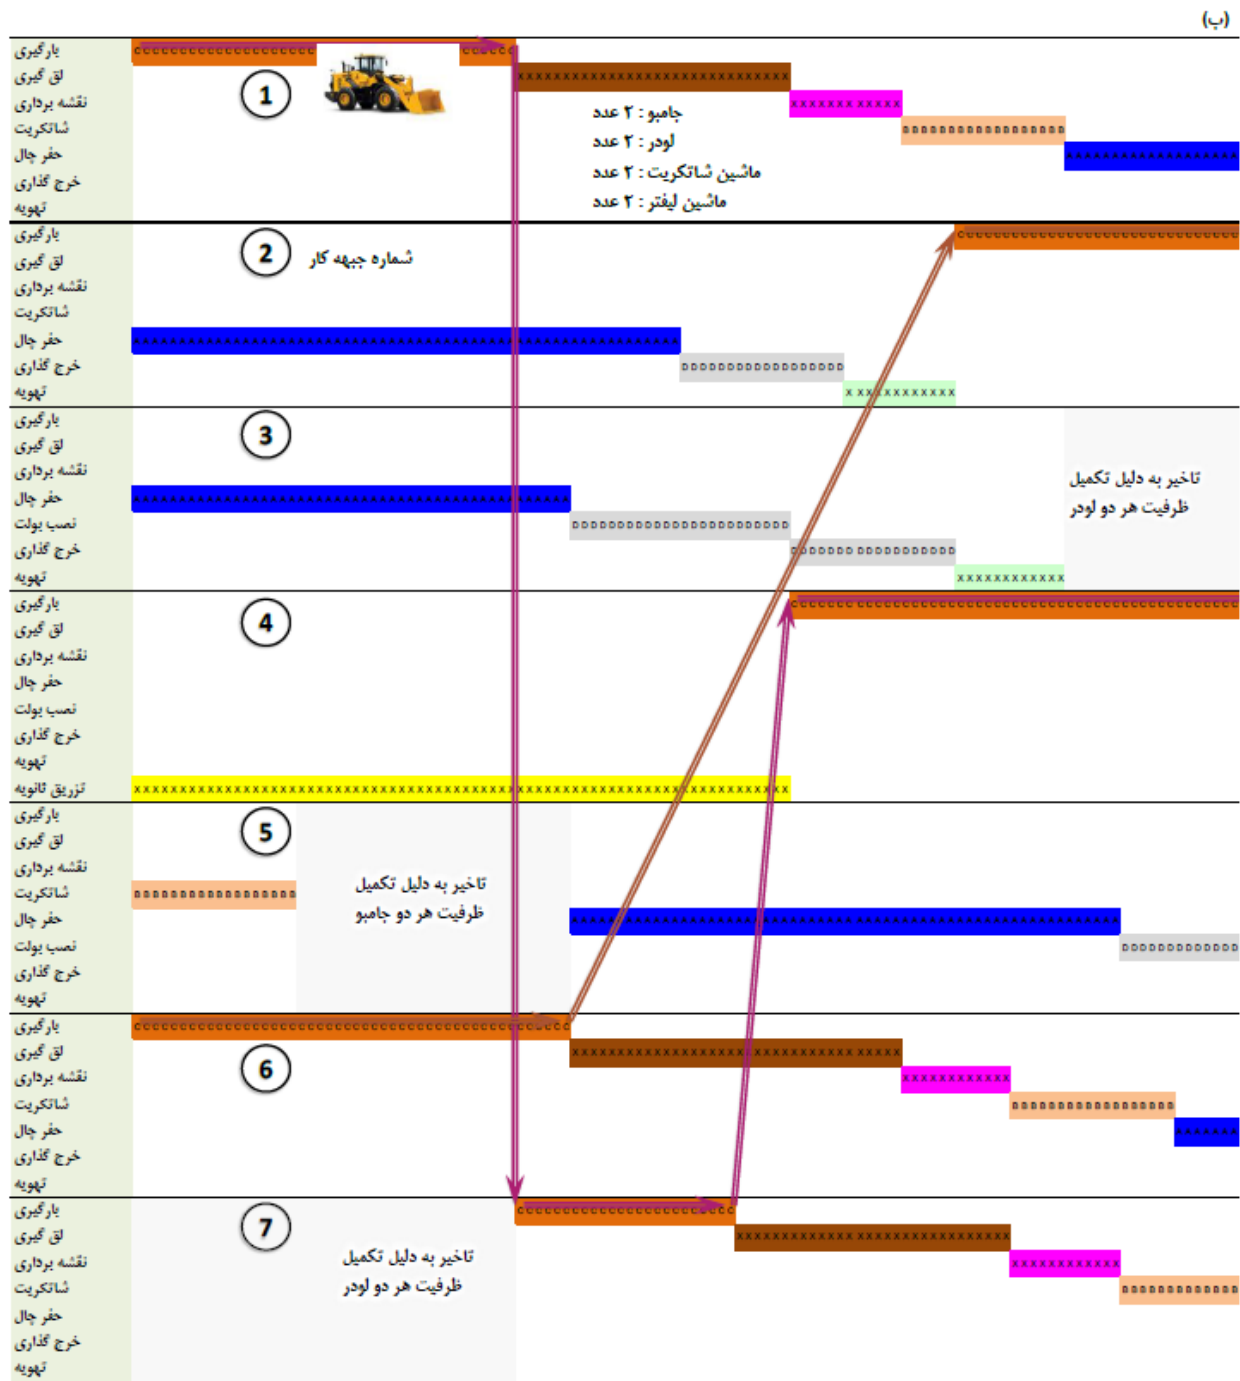 (ب)
بارگیری
لق گیری
نقشه برداری
شاتکریت
حفر چال
خرج گذاری
تهویه
1
جامبو : ۲ عدد
لودر : ۲ عدد
ماشین شاتکریت : ۲ عدد
ماشین لیفتر : ۲ عدد
بارگیری
لق گیری
نقشه برداری
شاتکریت
حفر چال
خرج گذاری
تهویه
2
شماره جبهه کار
بارگیری
لق گیری
نقشه برداری
حفر چال
نصب بولت
خرج گذاری
تهویه
3
تاخیر به دلیل تکمیل
ظرفیت هر دو لودر
بارگیری
لق گیری
نقشه برداری
حفر چال
نصب بولت
خرج گذاری
تهویه
تزریق ثانویه
4
بارگیری
لق گیری
نقشه برداری
شاتکریت
حفر چال
نصب بولت
خرج گذاری
تهویه
5
تاخیر به دلیل تکمیل
ظرفیت هر دو جامبو
بارگیری
لق گیری
نقشه برداری
شاتکریت
حفر چال
خرج گذاری
تهویه
6
بارگیری
لق گیری
نقشه برداری
شاتکریت
حفر چال
خرج گذاری
تهویه
7
تاخیر به دلیل تکمیل
ظرفیت هر دو لودر